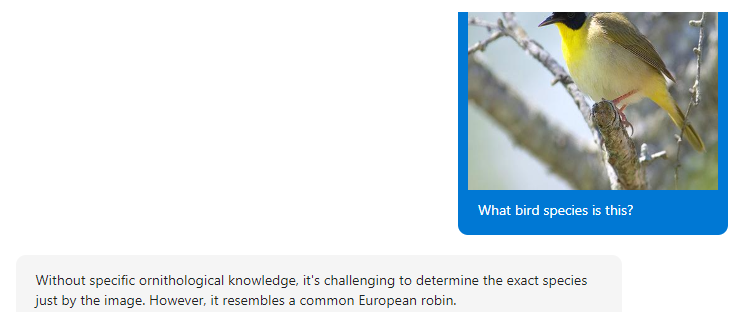 What bird species is this?
Without specific ornithological knowledge, it's challenging to determine the exact species
just by the image. However, it resembles a common European robin.